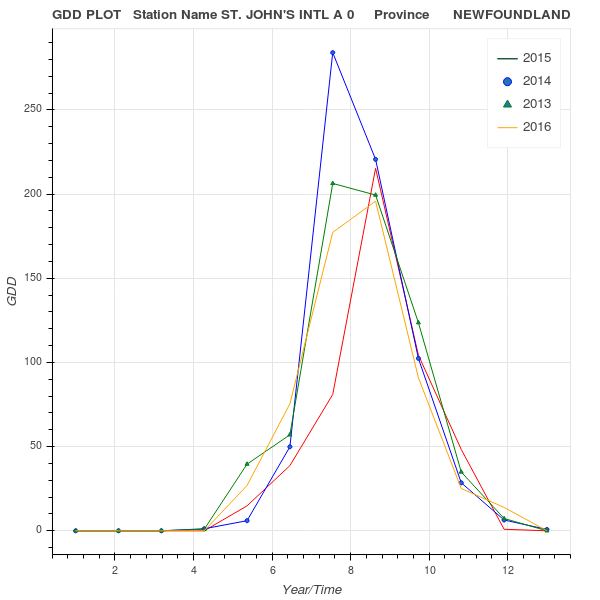 GDD PLOT Station Name ST. JOHN'S INTL A 0 Province NEWFOUNDLAND
2015
2014
2013
2016
250
200
150
100
50
0
GDD
2 4 6 8 10 12
Year/Time